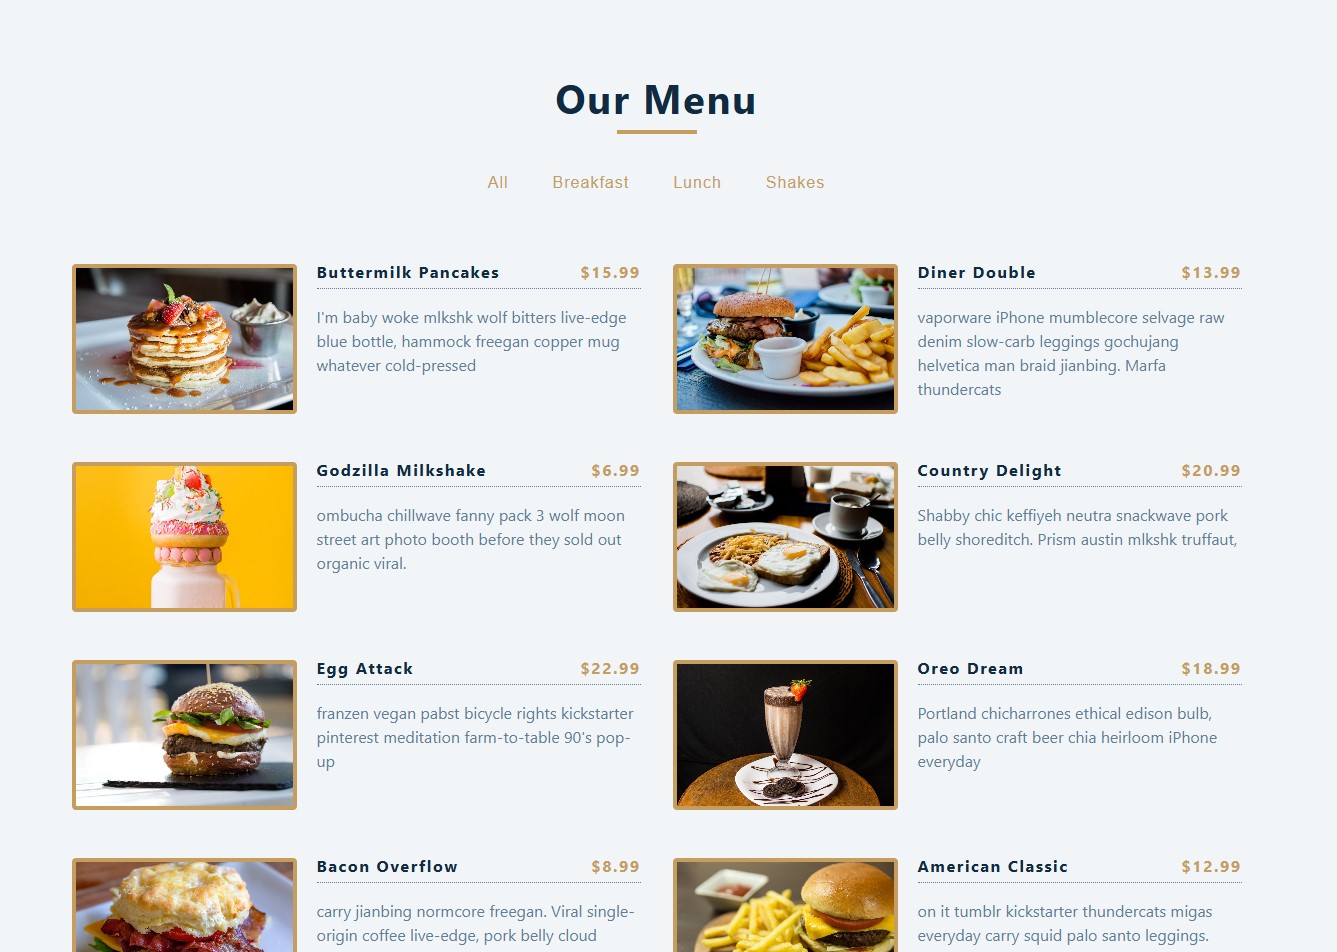 Our Menu
All Breakfast Lunch Shakes
Buttermilk Pancakes $15.99
I'm baby woke mlkshk wolf bitters live-edge
blue bottle, hammock freegan copper mug
whatever cold-pressed
Diner Double $13.99
vaporware iPhone mumblecore selvage raw
denim slow-carb leggings gochujang
helvetica man braid jianbing. Marfa
thundercats
Godzilla Milkshake $6.99
ombucha chillwave fanny pack 3 wolf moon
street art photo booth before they sold out
organic viral.
Country Delight $20.99
Shabby chic keffiyeh neutra snackwave pork
belly shoreditch. Prism austin mlkshk truffaut,
Egg Attack $22.99
franzen vegan pabst bicycle rights kickstarter
pinterest meditation farm-to-table 90's pop-
up
Oreo Dream $18.99
Portland chicharrones ethical edison bulb,
palo santo craft beer chia heirloom iPhone
everyday
Bacon Overflow $8.99
carry jianbing normcore freegan. Viral single-
origin coffee live-edge, pork belly cloud
American Classic $12.99
on it tumblr kickstarter thundercats migas
everyday carry squid palo santo leggings.